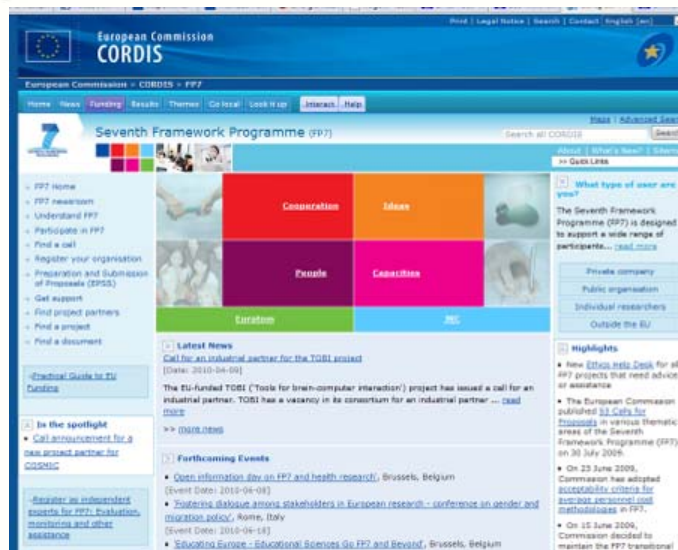 Print | Legal Notice | Search | Contact English [en]
European Commission
CORDIS
European Commission > CORDIS > FP7
Home News Funding Results Themes Go local Look it up Interact Help
Maps | Advanced Sear
Seventh Framework Programme (FP7)
Search all CORDIS
Search
About | What's New? | Sitem
>> Quick Links
FP7 Home
FP7 newsroom
Understand FP7
Participate in FP7
Find a call
Register your organisation
Preparation and Submission
of Proposals (EPSS)
Get support
Find project partners
Find a project
Find a document
Practical Guide to EU
Funding
In the spotlight
Call announcement for a
new project partner for
COSMIC
Register as independent
experts for FP7: Evaluation,
monitoring and other
assistance
Cooperation
Ideas
People
Capacities
Euratom
JRC
Latest News
Call for an industrial partner for the TOBI project
[Date: 2010-04-09]
The EU-funded TOBI ('Tools for brain-computer interaction') project has issued a call for an
industrial partner. TOBI has a vacancy in its consortium for an industrial partner ... read
more
>> more news
Forthcoming Events
• 'Open information day on FP7 and health research', Brussels, Belgium
[Event Date: 2010-06-08]
• 'Fostering dialogue among stakeholders in European research - conference on gender and
migration policy', Rome, Italy
[Event Date: 2010-06-18]
• 'Educating Europe - Educational Sciences Go FP7 and Beyond', Brussels, Belgium
What type of user are
you?
The Seventh Framework
Programme (FP7) is designed
to support a wide range of
participants... read more
Private company
Public organisation
Individual researchers
Outside the EU
Highlights
• New Ethics Help Desk for all
FP7 projects that need advice
or assistance
• The European Commission
published 53 Calls for
Proposals in various thematic
areas of the Seventh
Framework Programme (FP7)
on 30 July 2009.
• On 23 June 2009,
Commission has adopted
acceptability criteria for
average personnel cost
methodologies in FP7.
• On 15 June 2009,
Commission decided to
maintain the FP7 transitional